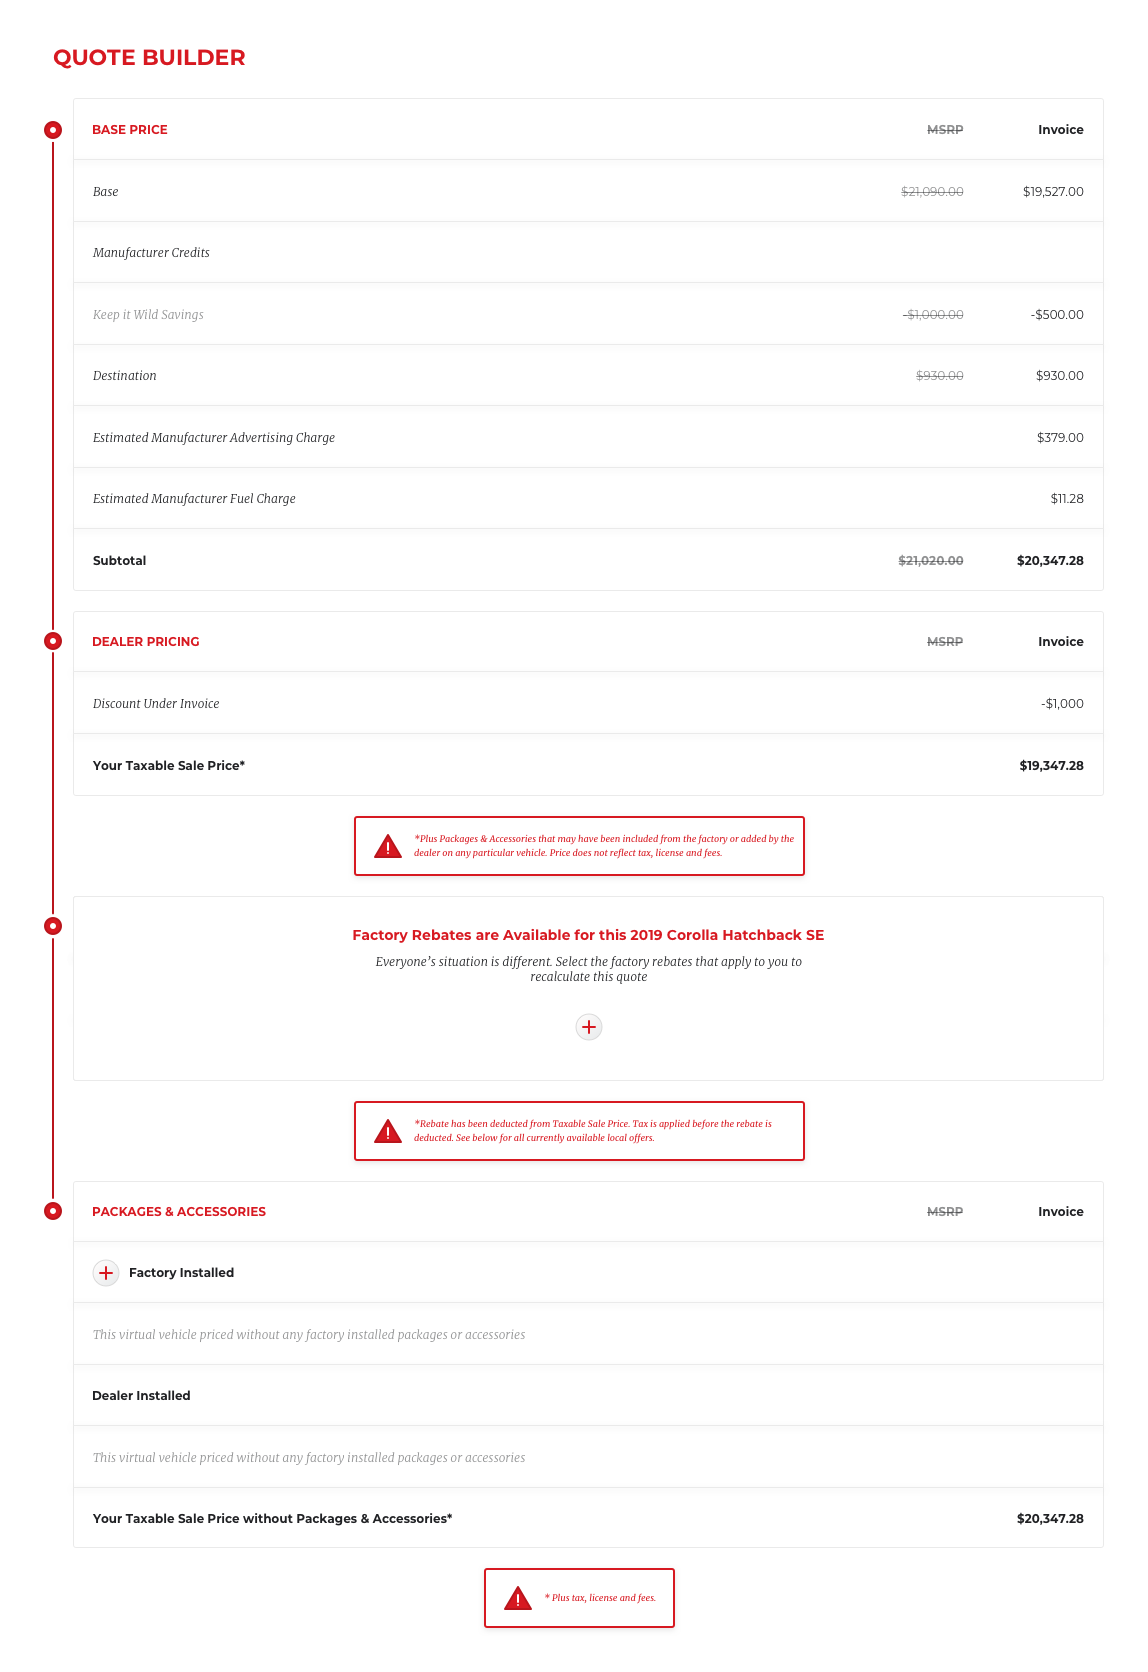 QUOTE BUILDER
BASE PRICE MSRP Invoice
Base $21,090.00 $19,527.00
Manufacturer Credits
Keep it Wild Savings -$1,000.00 -$500.00
Destination $930.00 $930.00
Estimated Manufacturer Advertising Charge $379.00
Estimated Manufacturer Fuel Charge $11.28
Subtotal $21,020.00 $20,347.28
DEALER PRICING MSRP Invoice
Discount Under Invoice -$1,000
Your Taxable Sale Price* $19,347.28
*Plus Packages & Accessories that may have been included from the factory or added by the
dealer on any particular vehicle. Price does not reflect tax, license and fees.
Factory Rebates are Available for this 2019 Corolla Hatchback SE
Everyone’s situation is different. Select the factory rebates that apply to you to
recalculate this quote
*Rebate has been deducted from Taxable Sale Price. Tax is applied before the rebate is
deducted. See below for all currently available local offers.
PACKAGES & ACCESSORIES MSRP Invoice
Factory Installed
This virtual vehicle priced without any factory installed packages or accessories
Dealer Installed
This virtual vehicle priced without any factory installed packages or accessories
Your Taxable Sale Price without Packages & Accessories* $20,347.28
* Plus tax, license and fees.